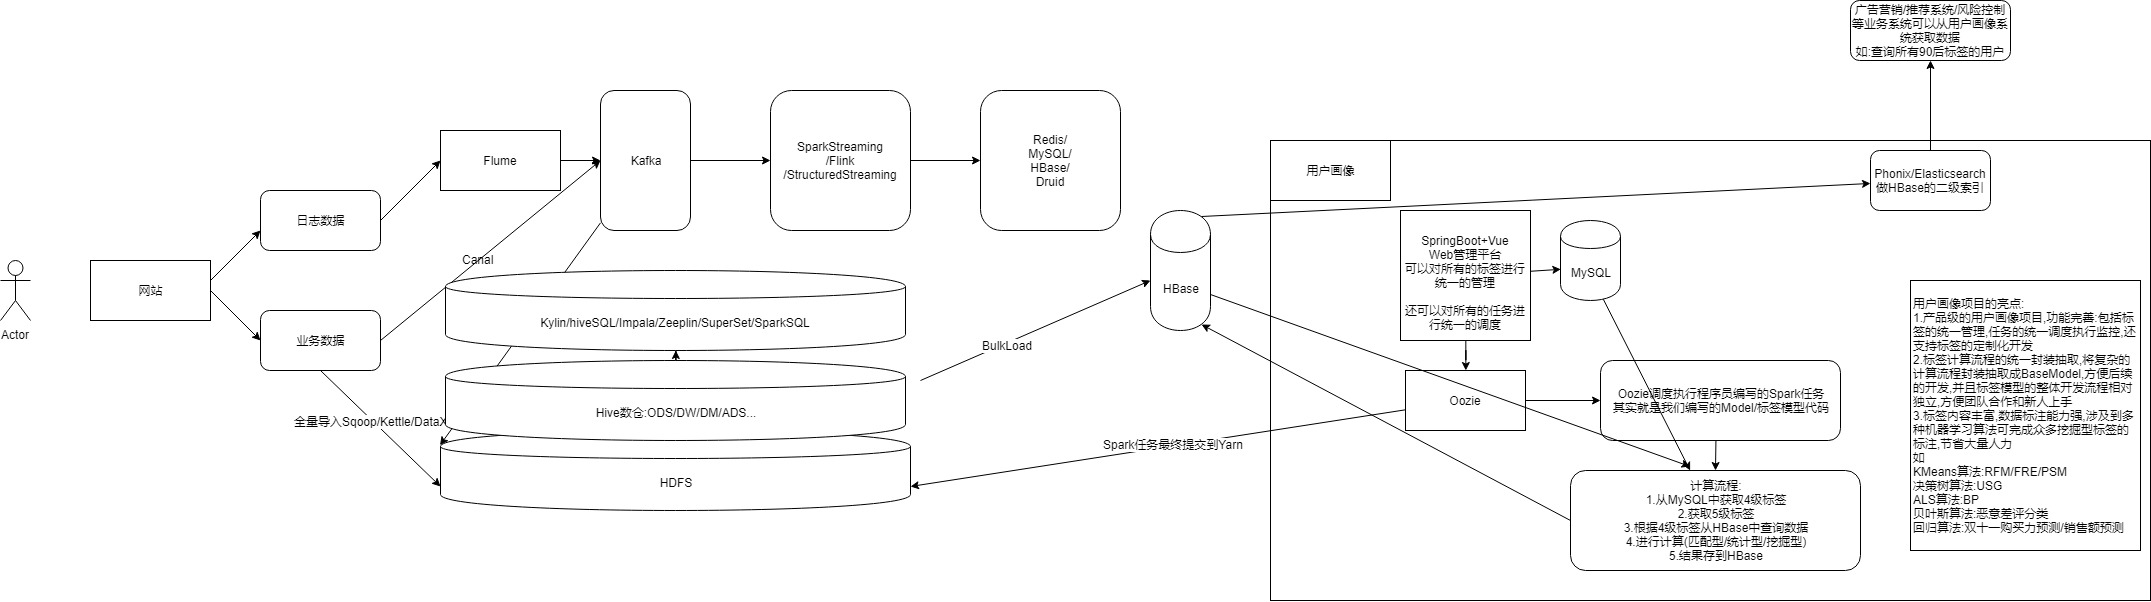 广告营销/推荐系统/风险控制
等业务系统可以从用户画像系
统获取数据
如:查询所有90后标签的用户
Flume
Kafka
SparkStreaming
/Flink
/StructuredStreaming
Redis/
MySQL/
HBase/
Druid
用户画像
Phonix/Elasticsearch
做HBase的二级索引
日志数据
Actor
网站
业务数据
Canal
Kylin/hiveSQL/Impala/Zeeplin/SuperSet/SparkSQL
Hive数仓:ODS/DW/DM/ADS...
全量导入Sqoop/Kettle/DataX
HDFS
BulkLoad
HBase
SpringBoot+Vue
Web管理平台
可以对所有的标签进行
统一的管理
还可以对所有的任务进
行统一的调度
MySQL
Oozie
Oozie调度执行程序员编写的Spark任务
其实就是我们编写的Model/标签模型代码
Spark任务最终提交到Yarn
计算流程:
1.从MySQL中获取4级标签
2.获取5级标签
3.根据4级标签从HBase中查询数据
4.进行计算(匹配型/统计型/挖掘型)
5.结果存到HBase
用户画像项目的亮点:
1.产品级的用户画像项目,功能完善:包括标
签的统一管理,任务的统一调度执行监控,还
支持标签的定制化开发
2.标签计算流程的统一封装抽取,将复杂的
计算流程封装抽取成BaseModel,方便后续
的开发,并且标签模型的整体开发流程相对
独立,方便团队合作和新人上手
3.标签内容丰富,数据标注能力强,涉及到多
种机器学习算法可完成众多挖掘型标签的
标注,节省大量人力
如
KMeans算法:RFM/FRE/PSM
决策树算法:USG
ALS算法:BP
贝叶斯算法:恶意差评分类
回归算法:双十一购买力预测/销售额预测